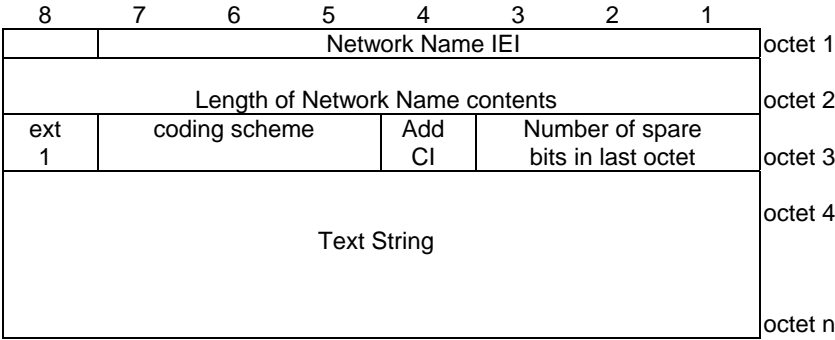 8 7 6 5 4 3 2 1
Network Name IEI octet 1
Length of Network Name contents octet 2
ext coding scheme Add Number of spare
1 CI bits in last octet octet 3
octet 4
Text String
octet n